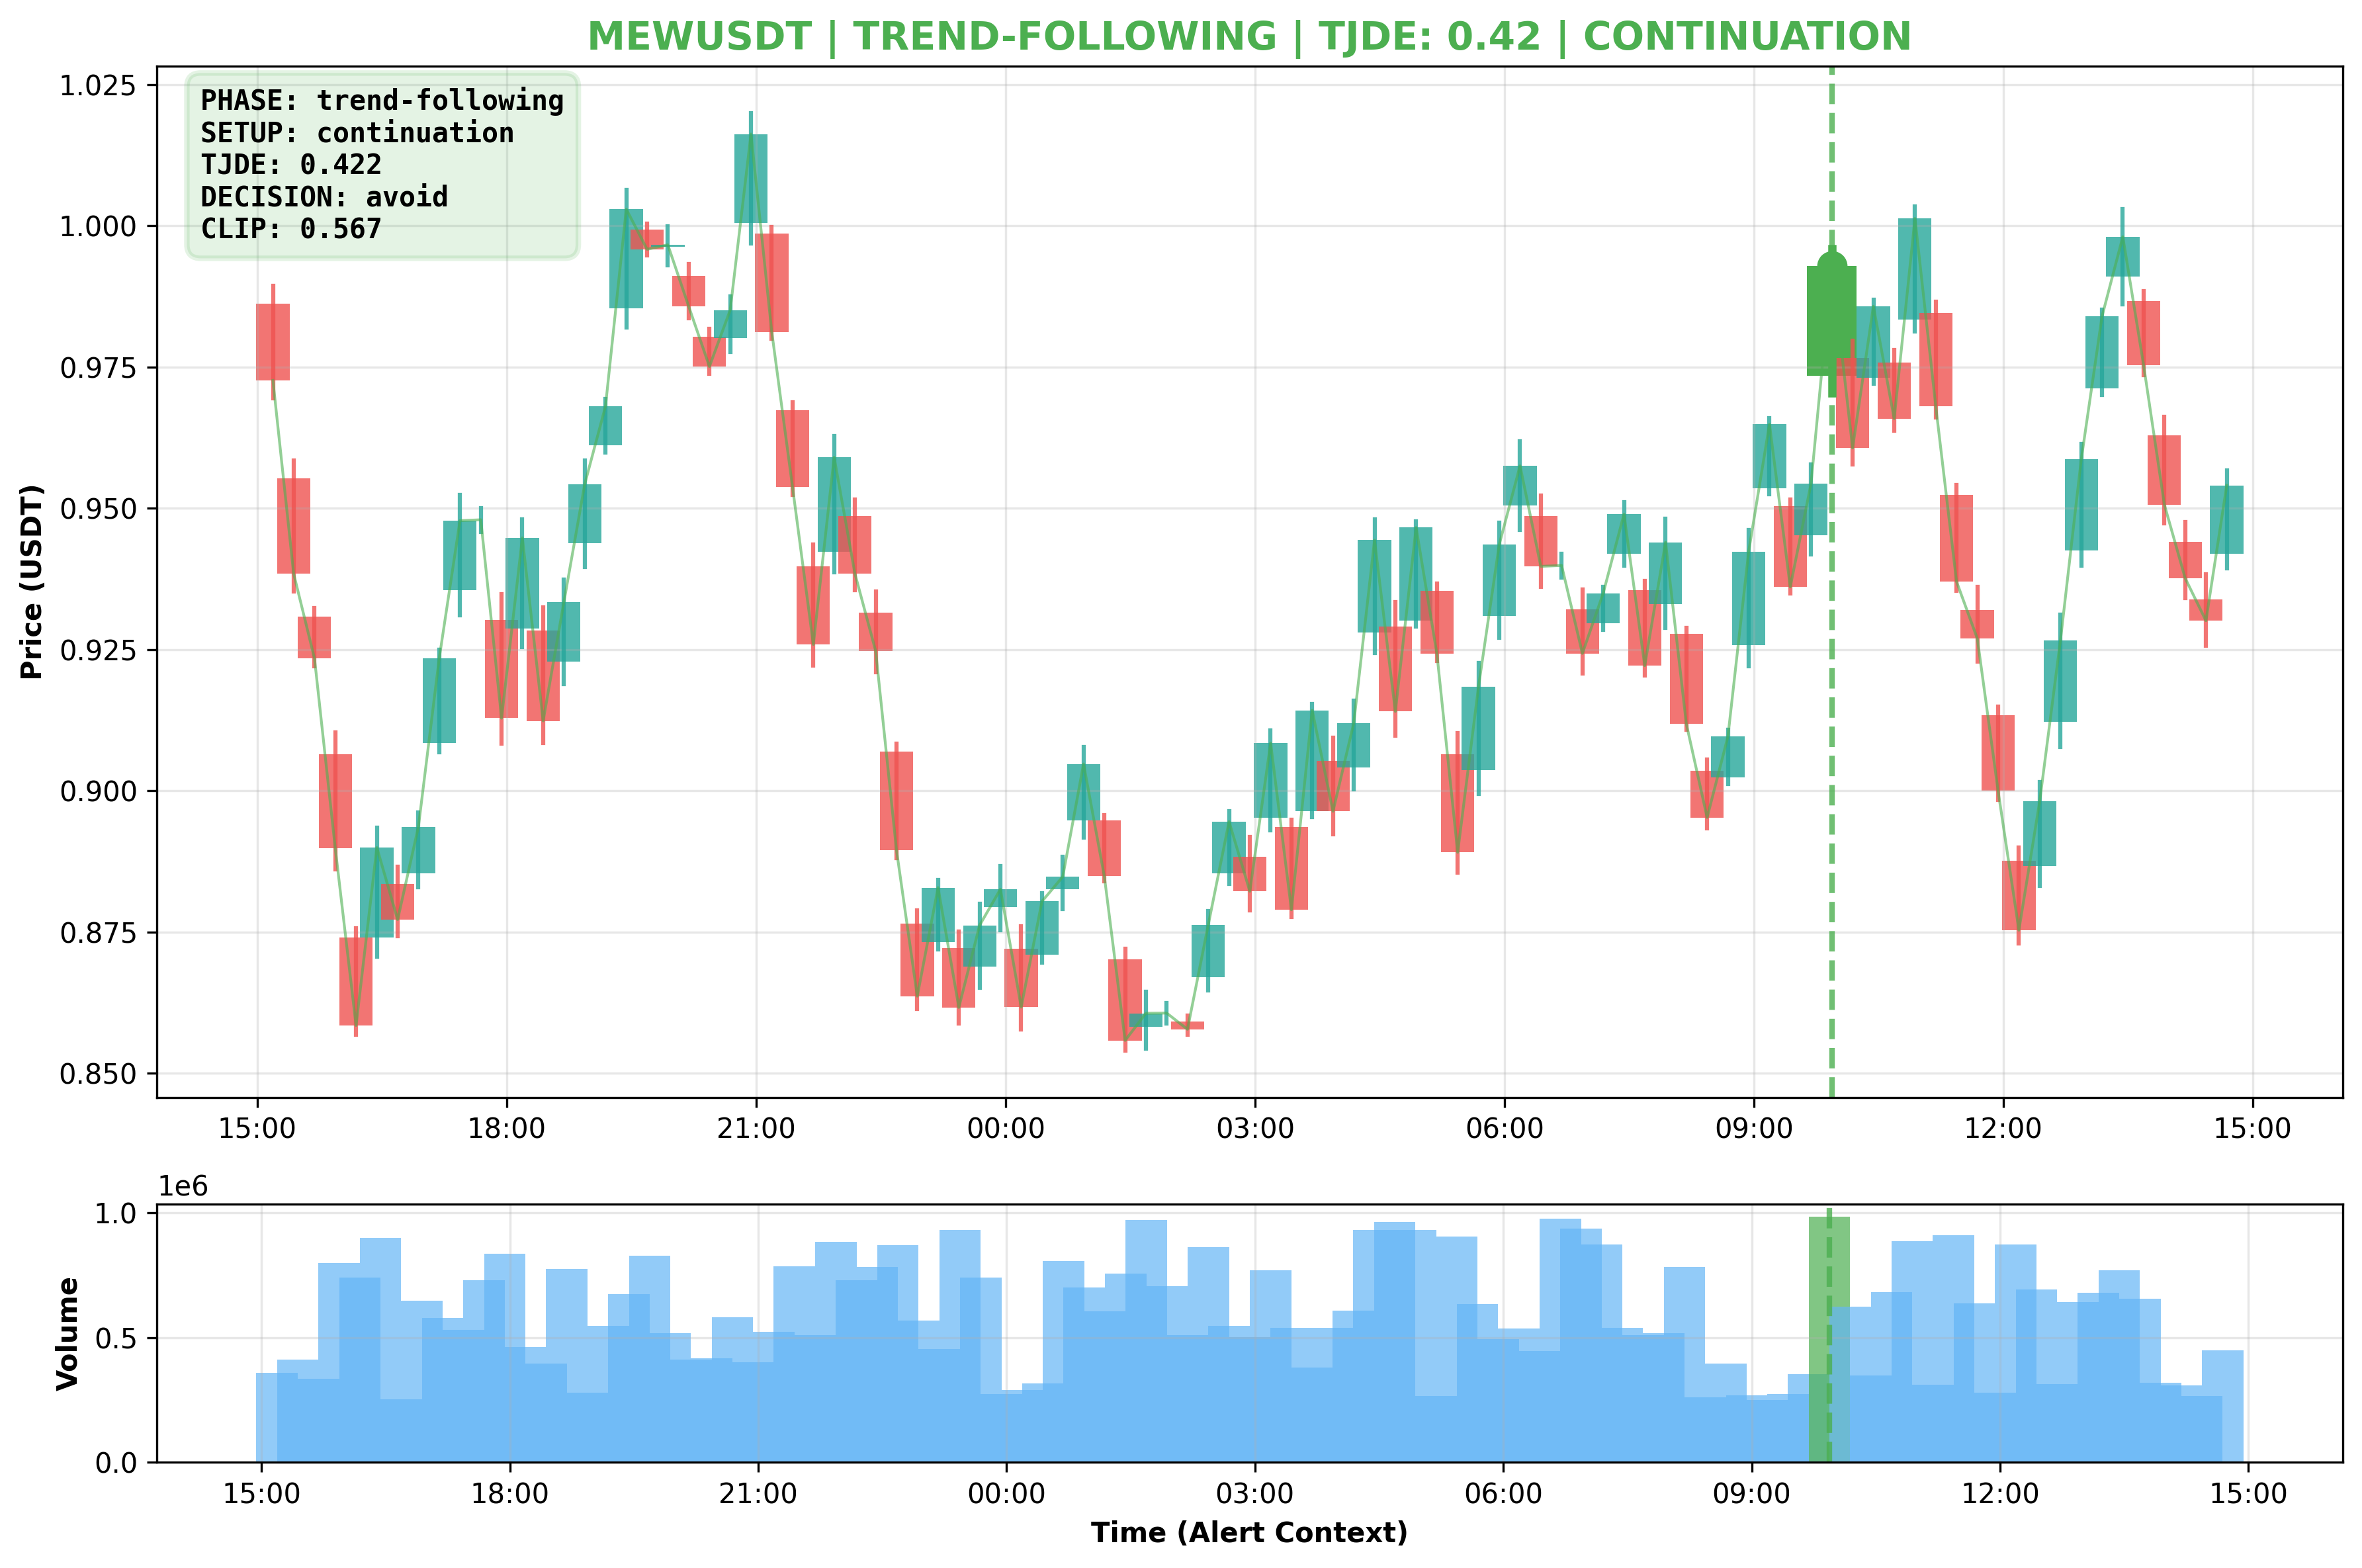 MEWUSDT | TREND-FOLLOWING | TJDE: 0.42 | CONTINUATION
PHASE: trend-following
SETUP: continuation
TJDE: 0.422
DECISION: avoid
CLIP: 0.567
Price (USDT)
1.025
1.000
0.975
0.950
0.925
0.900
0.875
0.850
15:00 18:00 21:00 00:00 03:00 06:00 09:00 12:00 15:00
1e6
Volume
1.0
0.5
0.0
15:00 18:00 21:00 00:00 03:00 06:00 09:00 12:00 15:00
Time (Alert Context)